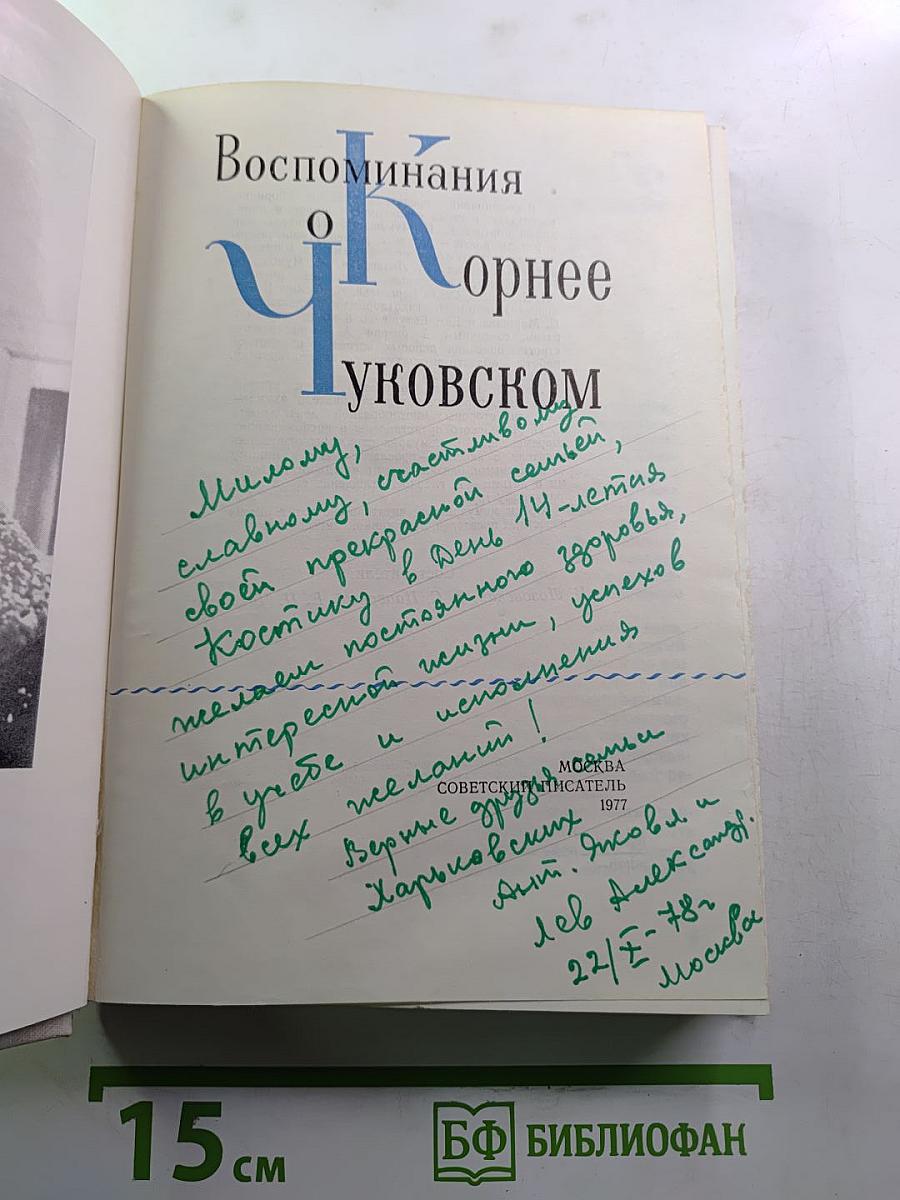 Воспоминания
о
Корнее
Чуковском
Милому,
славному, счастливому
своей прекрасной семьей,
Костику в День 14-летия
желаем постоянного здоровья,
интересной жизни, успехов
в учебе и исполнения
всех желаний!
МОСКВА
СОВЕТСКИЙ ПИСАТЕЛЬ
1977
Верные друзья семьи
Харьковских
Ант. Яковл. и
Лев Александр.
22/X-78г
Москва
15 см
БФ БИБЛИОФАН